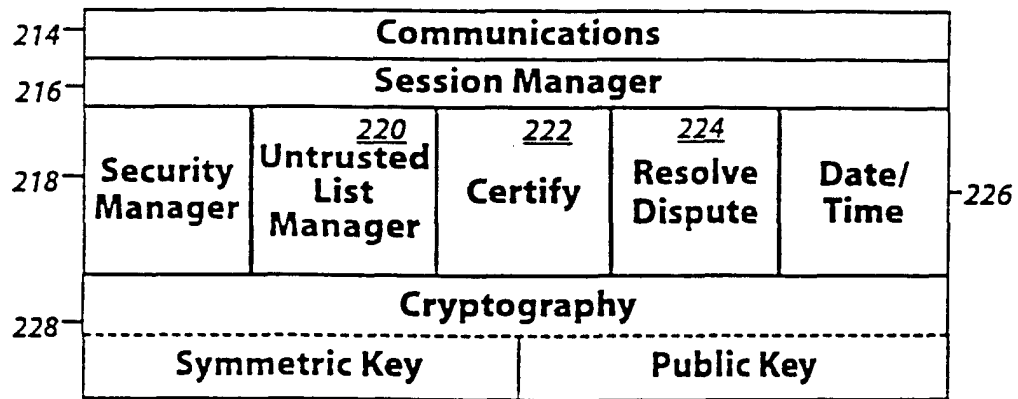 214
Communications
216
Session Manager
218
Security
Manager
220
Untrusted
List
Manager
222
Certify
224
Resolve
Dispute
Date/
Time
226
228
Cryptography
Symmetric Key
Public Key